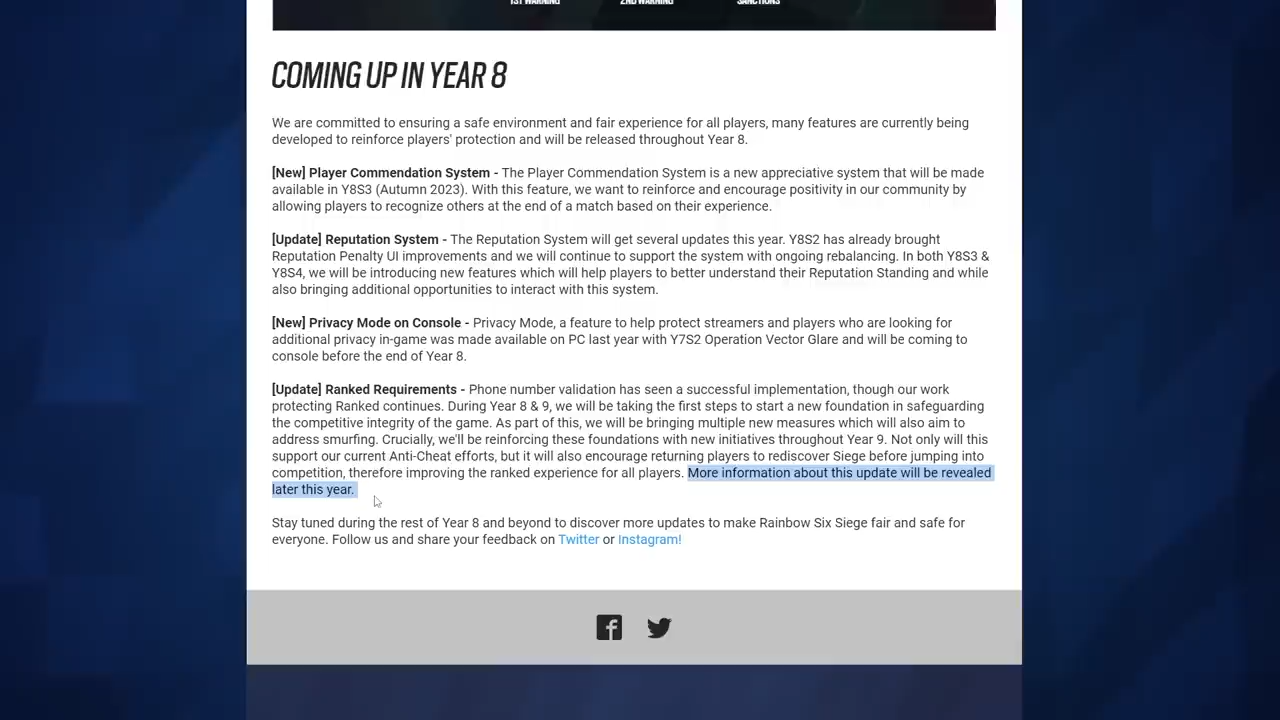 1ST WARNING 2ND WARNING SANCTIONS
COMING UP IN YEAR 8
We are committed to ensuring a safe environment and fair experience for all players, many features are currently being
developed to reinforce players' protection and will be released throughout Year 8.
[New] Player Commendation System - The Player Commendation System is a new appreciative system that will be made
available in Y8S3 (Autumn 2023). With this feature, we want to reinforce and encourage positivity in our community by
allowing players to recognize others at the end of a match based on their experience.
[Update] Reputation System - The Reputation System will get several updates this year. Y8S2 has already brought
Reputation Penalty UI improvements and we will continue to support the system with ongoing rebalancing. In both Y8S3 &
Y8S4, we will be introducing new features which will help players to better understand their Reputation Standing and while
also bringing additional opportunities to interact with this system.
[New] Privacy Mode on Console - Privacy Mode, a feature to help protect streamers and players who are looking for
additional privacy in-game was made available on PC last year with Y7S2 Operation Vector Glare and will be coming to
console before the end of Year 8.
[Update] Ranked Requirements - Phone number validation has seen a successful implementation, though our work
protecting Ranked continues. During Year 8 & 9, we will be taking the first steps to start a new foundation in safeguarding
the competitive integrity of the game. As part of this, we will be bringing multiple new measures which will also aim to
address smurfing. Crucially, we'll be reinforcing these foundations with new initiatives throughout Year 9. Not only will this
support our current Anti-Cheat efforts, but it will also encourage returning players to rediscover Siege before jumping into
competition, therefore improving the ranked experience for all players. More information about this update will be revealed
later this year.
Stay tuned during the rest of Year 8 and beyond to discover more updates to make Rainbow Six Siege fair and safe for
everyone. Follow us and share your feedback on Twitter or Instagram!